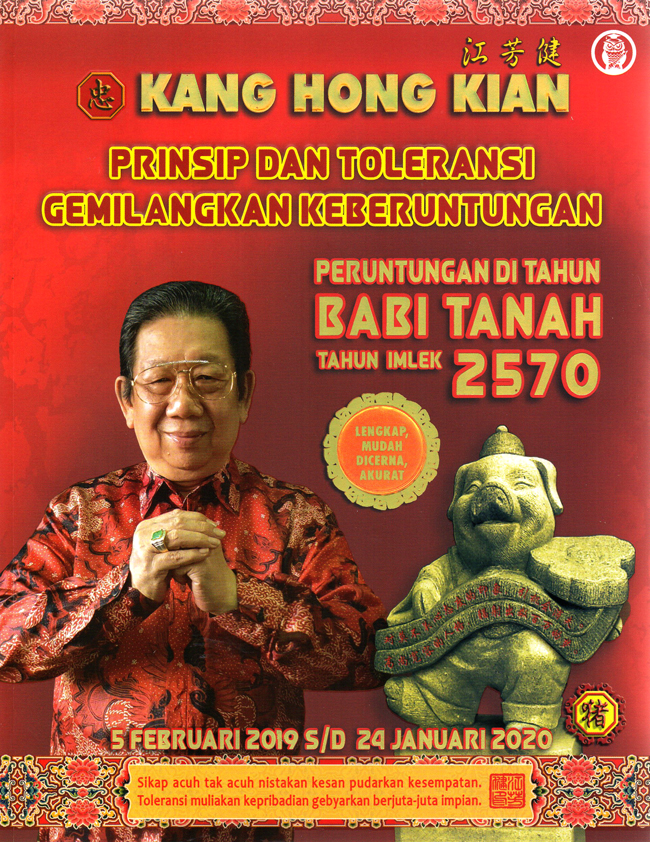 江芳健
忠 KANG HONG KIAN
PRINSIP DAN TOLERANSI
GEMILANGKAN KEBERUNTUNGAN
PERUNTUNGAN DI TAHUN
BABI TANAH
TAHUN IMLEK 2570
LENGKAP,
MUDAH
DICERNA,
AKURAT
猪
5 FEBRUARI 2019 S/D 24 JANUARI 2020
Sikap acuh tak acuh nistakan kesan pudarkan kesempatan.
Toleransi muliakan kepribadian gebyarkan berjuta-juta impian.